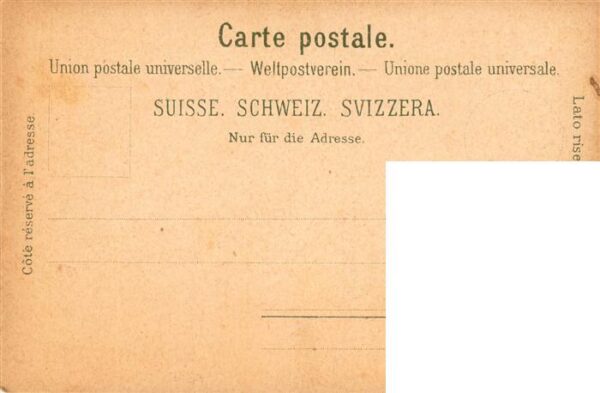 Carte postale.
Union postale universelle. — Weltpostverein. — Unione postale universale.
SUISSE. SCHWEIZ. SVIZZERA.
Nur für die Adresse.
Côté réservé à l'adresse.
Lato